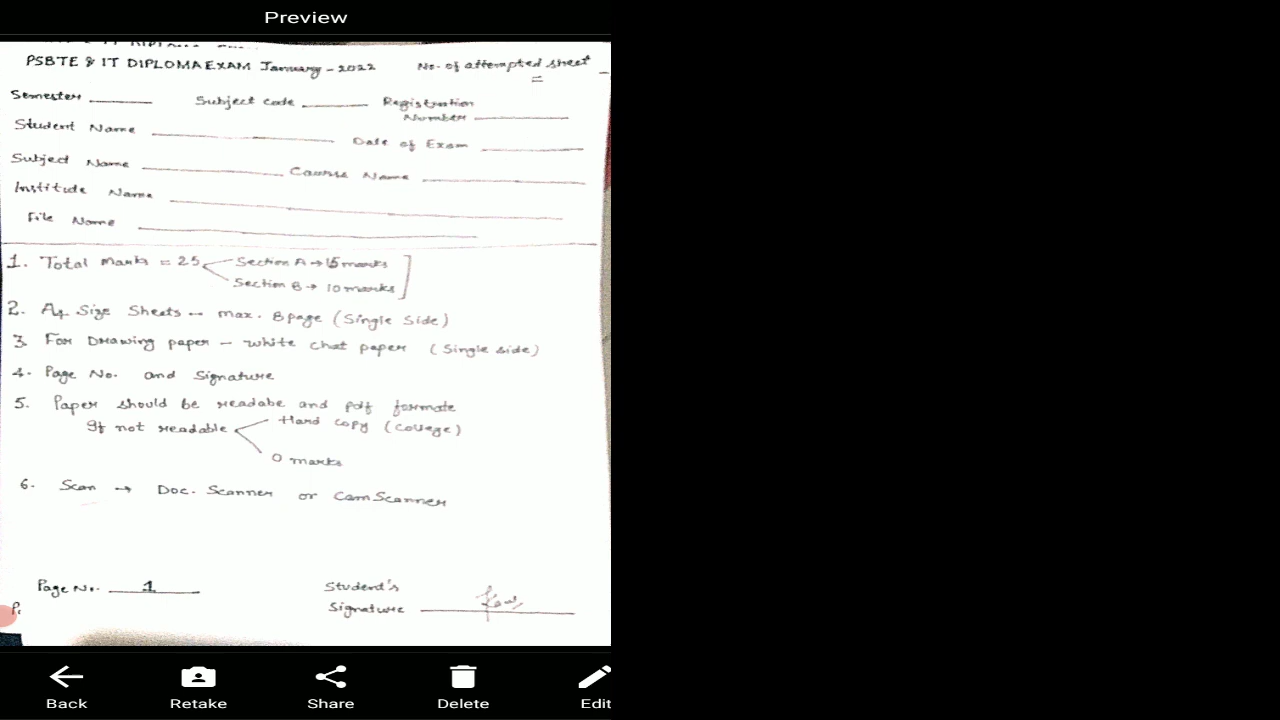 Preview
PSBTE & IT DIPLOMA EXAM January - 2022 No. of attempted sheet
Semester Subject code Registration
Number
Student Name Date of Exam
Subjed Name Course Name
Institude Name
File Name
1. Total Marks = 25 Section A → 15 marks
Section B → 10 marks
2. A4 Size Sheets - max. 8 page (Single Side)
3. For Drawing paper - white chat paper (Single side)
4. Page No. and Signature
5. Paper should be readabe and pdf formate
If not readable Hard copy (College)
0 marks
6. Scan → Doc. Scanner or CamScanner
Page No. 1 Student's
Signature
Back Retake Share Delete Edit